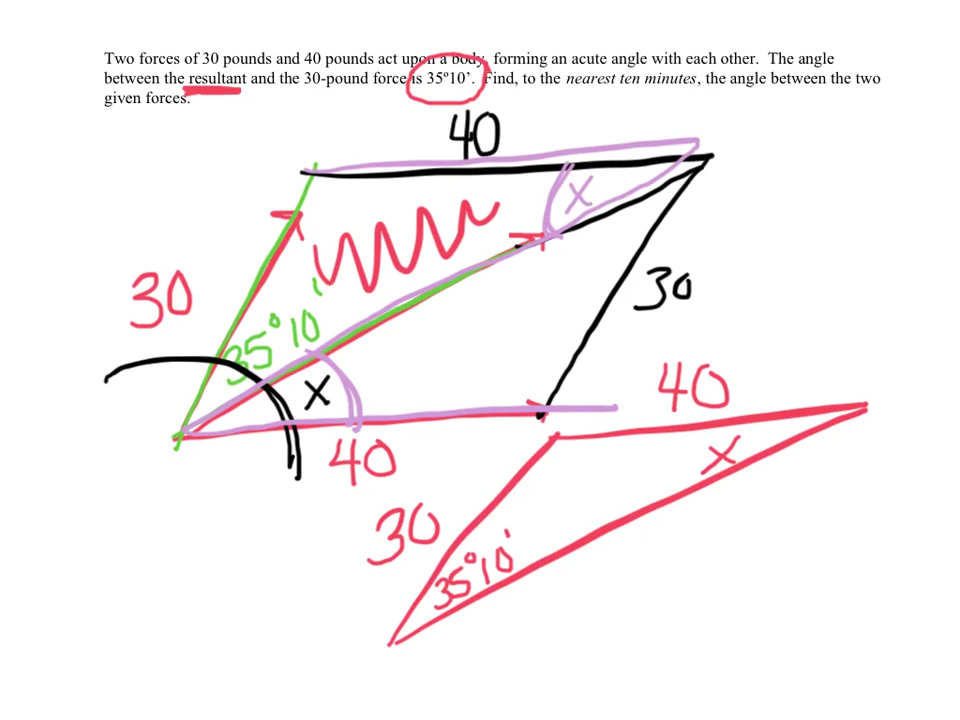 Two forces of 30 pounds and 40 pounds act upon a body, forming an acute angle with each other. The angle
between the resultant and the 30-pound force is 35º10’. Find, to the nearest ten minutes, the angle between the two
given forces.
40
X
30
30
35°10'
X
40
40
X
30
35°10'